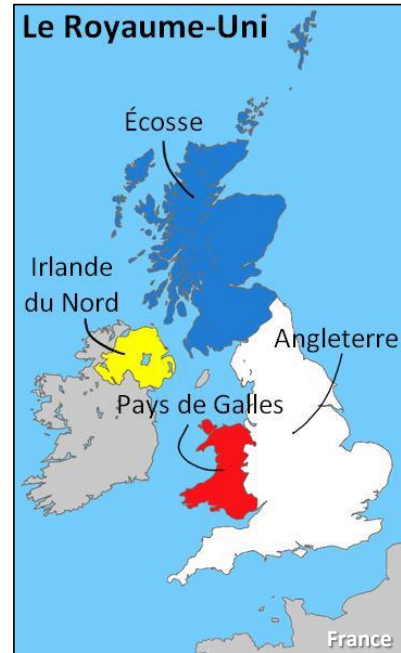 Le Royaume-Uni
Écosse
Irlande
du Nord
Angleterre
Pays de Galles
France